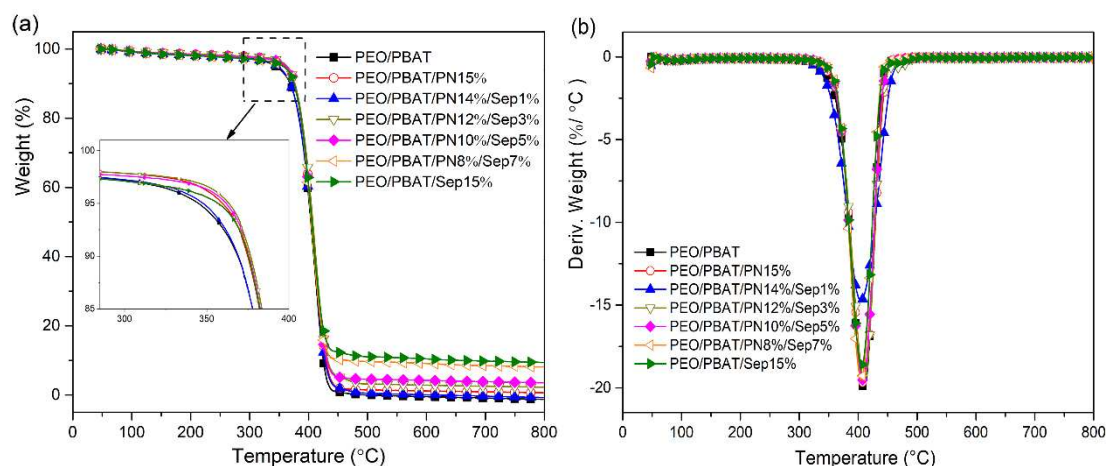 (a)
100
80
60
40
20
0
Weight (%)
0 100 200 300 400 500 600 700 800
Temperature (°C)
PEO/PBAT
PEO/PBAT/PN15%
PEO/PBAT/PN14%/Sep1%
PEO/PBAT/PN12%/Sep3%
PEO/PBAT/PN10%/Sep5%
PEO/PBAT/PN8%/Sep7%
PEO/PBAT/Sep15%
100
95
90
85
300 350 400
(b)
0
-5
-10
-15
-20
Deriv. Weight (%/ °C)
0 100 200 300 400 500 600 700 800
Temperature (°C)
PEO/PBAT
PEO/PBAT/PN15%
PEO/PBAT/PN14%/Sep1%
PEO/PBAT/PN12%/Sep3%
PEO/PBAT/PN10%/Sep5%
PEO/PBAT/PN8%/Sep7%
PEO/PBAT/Sep15%